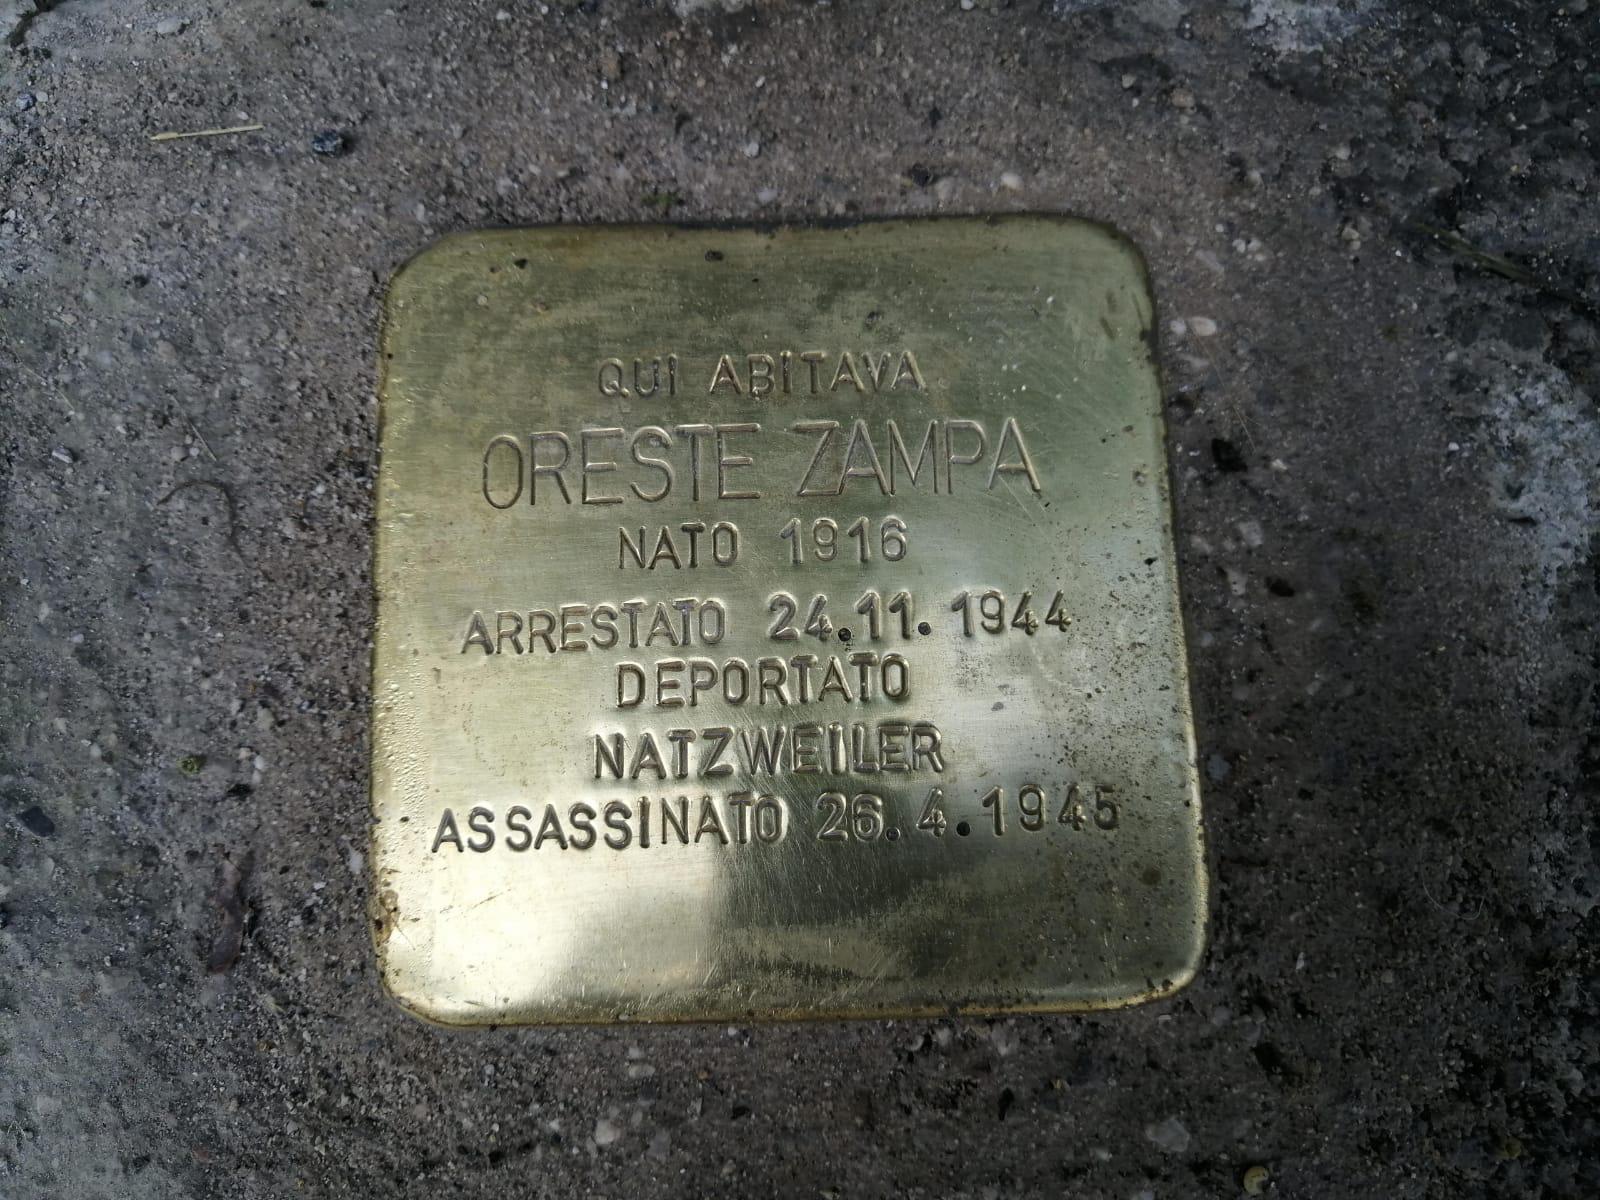 QUI ABITAVA
ORESTE ZAMPA
NATO 1916
ARRESTATO 24.11.1944
DEPORTATO
NATZWEILER
ASSASSINATO 26.4.1945